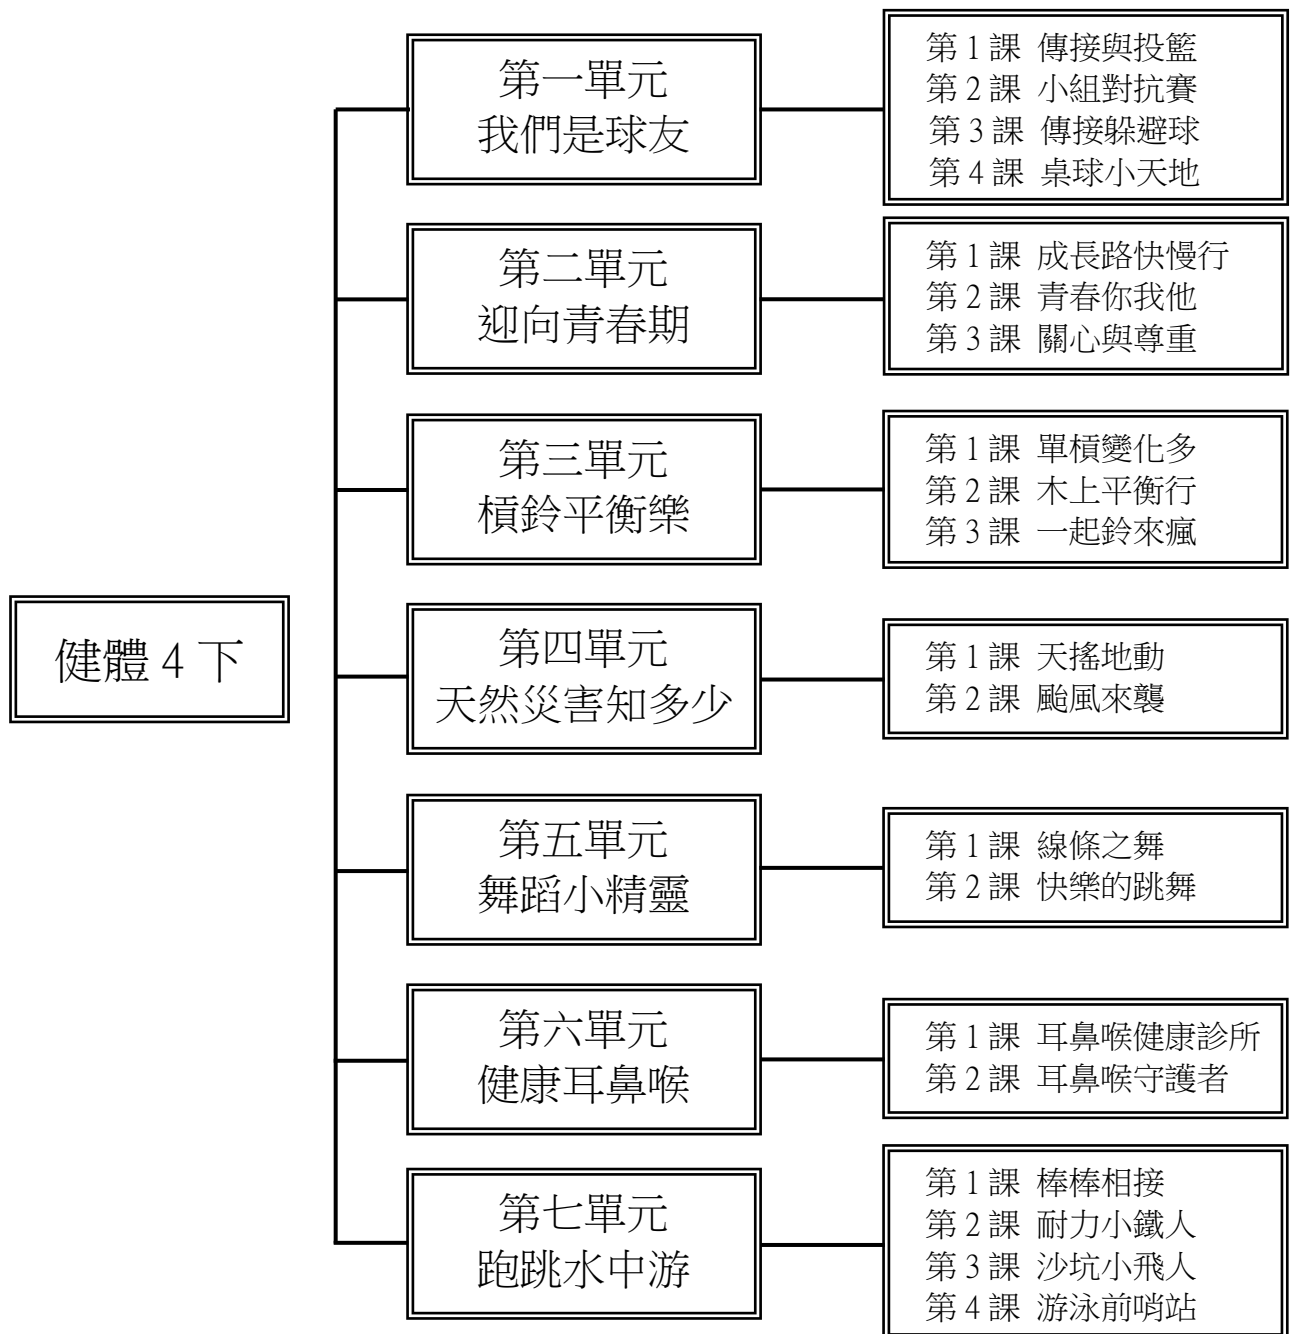 健體 4 下
第一單元
我們是球友
第 1 課 傳接與投籃
第 2 課 小組對抗賽
第 3 課 傳接躲避球
第 4 課 桌球小天地
第二單元
迎向青春期
第 1 課 成長路快慢行
第 2 課 青春你我他
第 3 課 關心與尊重
第三單元
槓鈴平衡樂
第 1 課 單槓變化多
第 2 課 木上平衡行
第 3 課 一起鈴來瘋
第四單元
天然災害知多少
第 1 課 天搖地動
第 2 課 颱風來襲
第五單元
舞蹈小精靈
第 1 課 線條之舞
第 2 課 快樂的跳舞
第六單元
健康耳鼻喉
第 1 課 耳鼻喉健康診所
第 2 課 耳鼻喉守護者
第七單元
跑跳水中游
第 1 課 棒棒相接
第 2 課 耐力小鐵人
第 3 課 沙坑小飛人
第 4 課 游泳前哨站